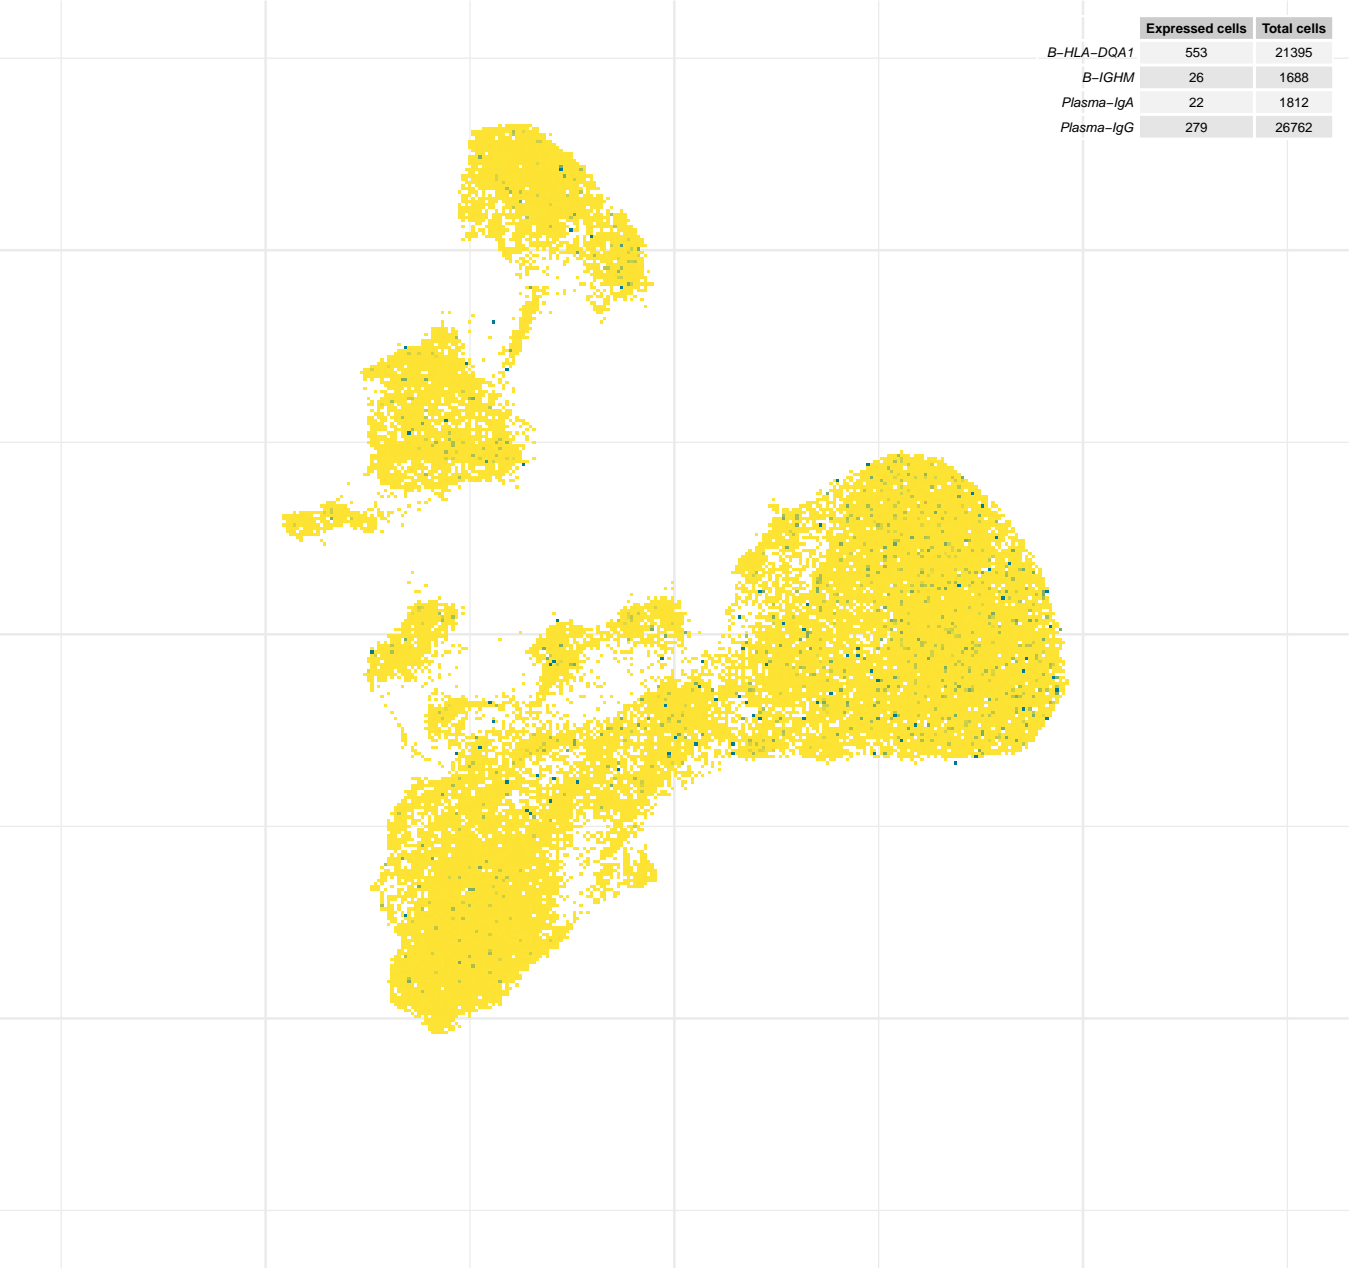 Expressed cells Total cells
B−HLA−DQA1 553 21395
B−IGHM 26 1688
Plasma−IgA 22 1812
Plasma−IgG 279 26762